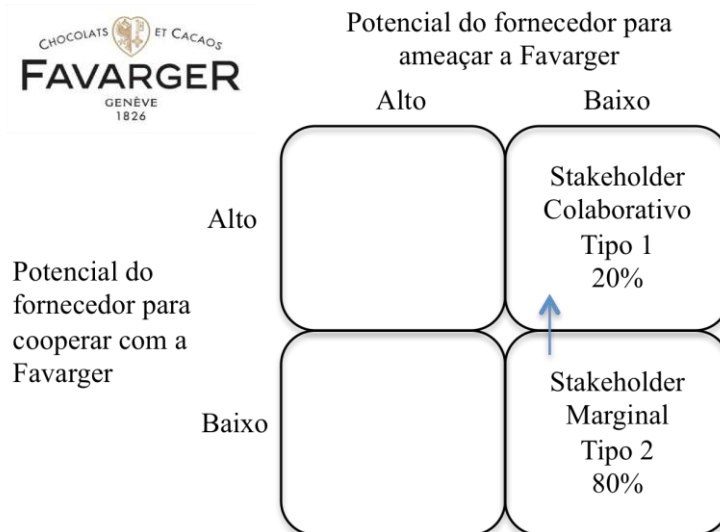 CHOCOLATS ET CACAOS
FAVARGER
GENÈVE
1826
Potencial do fornecedor para
ameaçar a Favarger
Alto
Baixo
Alto
Stakeholder
Colaborativo
Tipo 1
20%
Potencial do
fornecedor para
cooperar com a
Favarger
Baixo
Stakeholder
Marginal
Tipo 2
80%